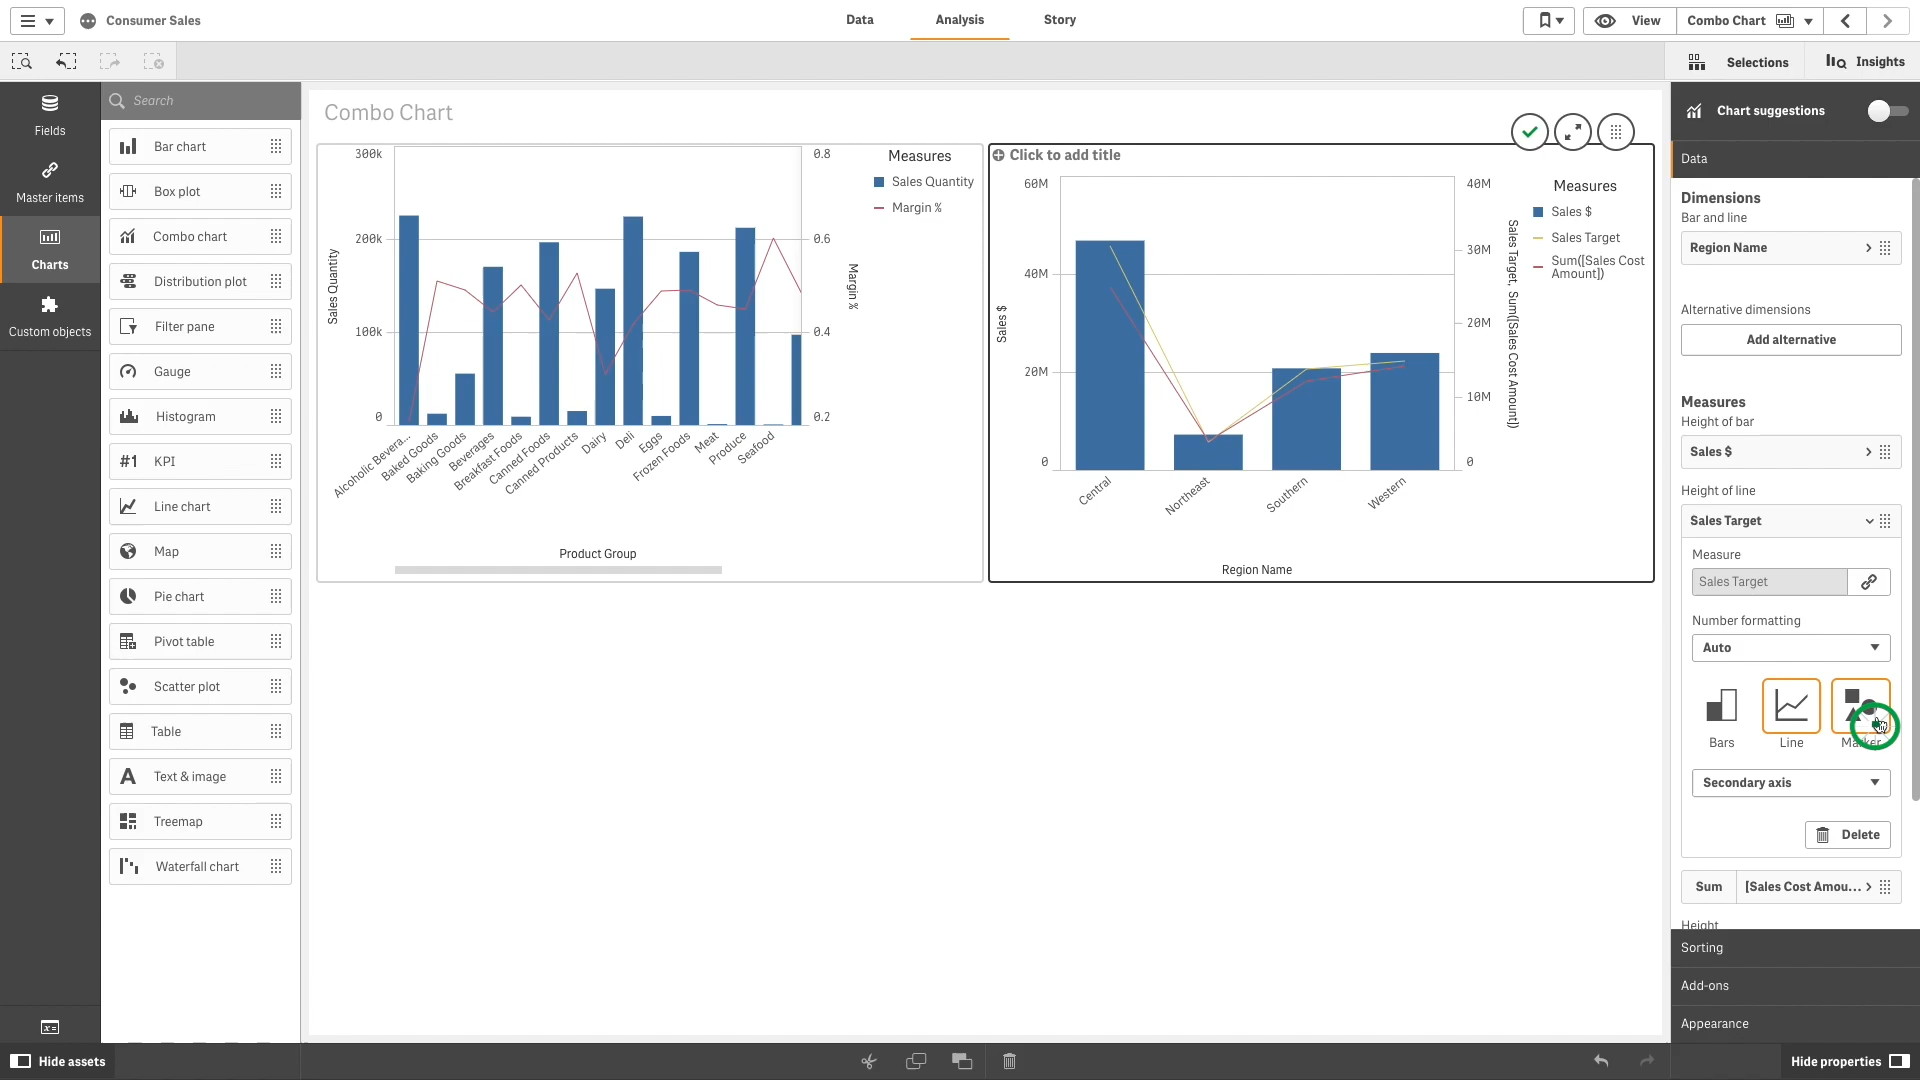 Consumer Sales
Data
Analysis
Story
View
Combo Chart
Selections
Insights
Fields
Master items
Charts
Custom objects
Search
Bar chart
Box plot
Combo chart
Distribution plot
Filter pane
Gauge
Histogram
#1 KPI
Line chart
Map
Pie chart
Pivot table
Scatter plot
Table
A Text & image
Treemap
Waterfall chart
Combo Chart
300k
200k
100k
0
Sales Quantity
0.8
0.6
0.4
0.2
Margin %
Measures
Sales Quantity
Margin %
Alcoholic Bevera...
Baked Goods
Baking Goods
Beverages
Breakfast Foods
Canned Foods
Canned Products
Dairy
Deli
Eggs
Frozen Foods
Meat
Produce
Seafood
Product Group
Click to add title
60M
40M
20M
0
Sales $
40M
30M
20M
10M
0
Sales Target, Sum([Sales Cost Amount])
Measures
Sales $
Sales Target
Sum([Sales Cost
Amount])
Central
Northeast
Southern
Western
Region Name
Chart suggestions
Data
Dimensions
Bar and line
Region Name
Alternative dimensions
Add alternative
Measures
Height of bar
Sales $
Height of line
Sales Target
Measure
Sales Target
Number formatting
Auto
Bars
Line
Marker
Secondary axis
Delete
Sum
[Sales Cost Amou...
Height
Sorting
Add-ons
Appearance
Hide assets
Hide properties